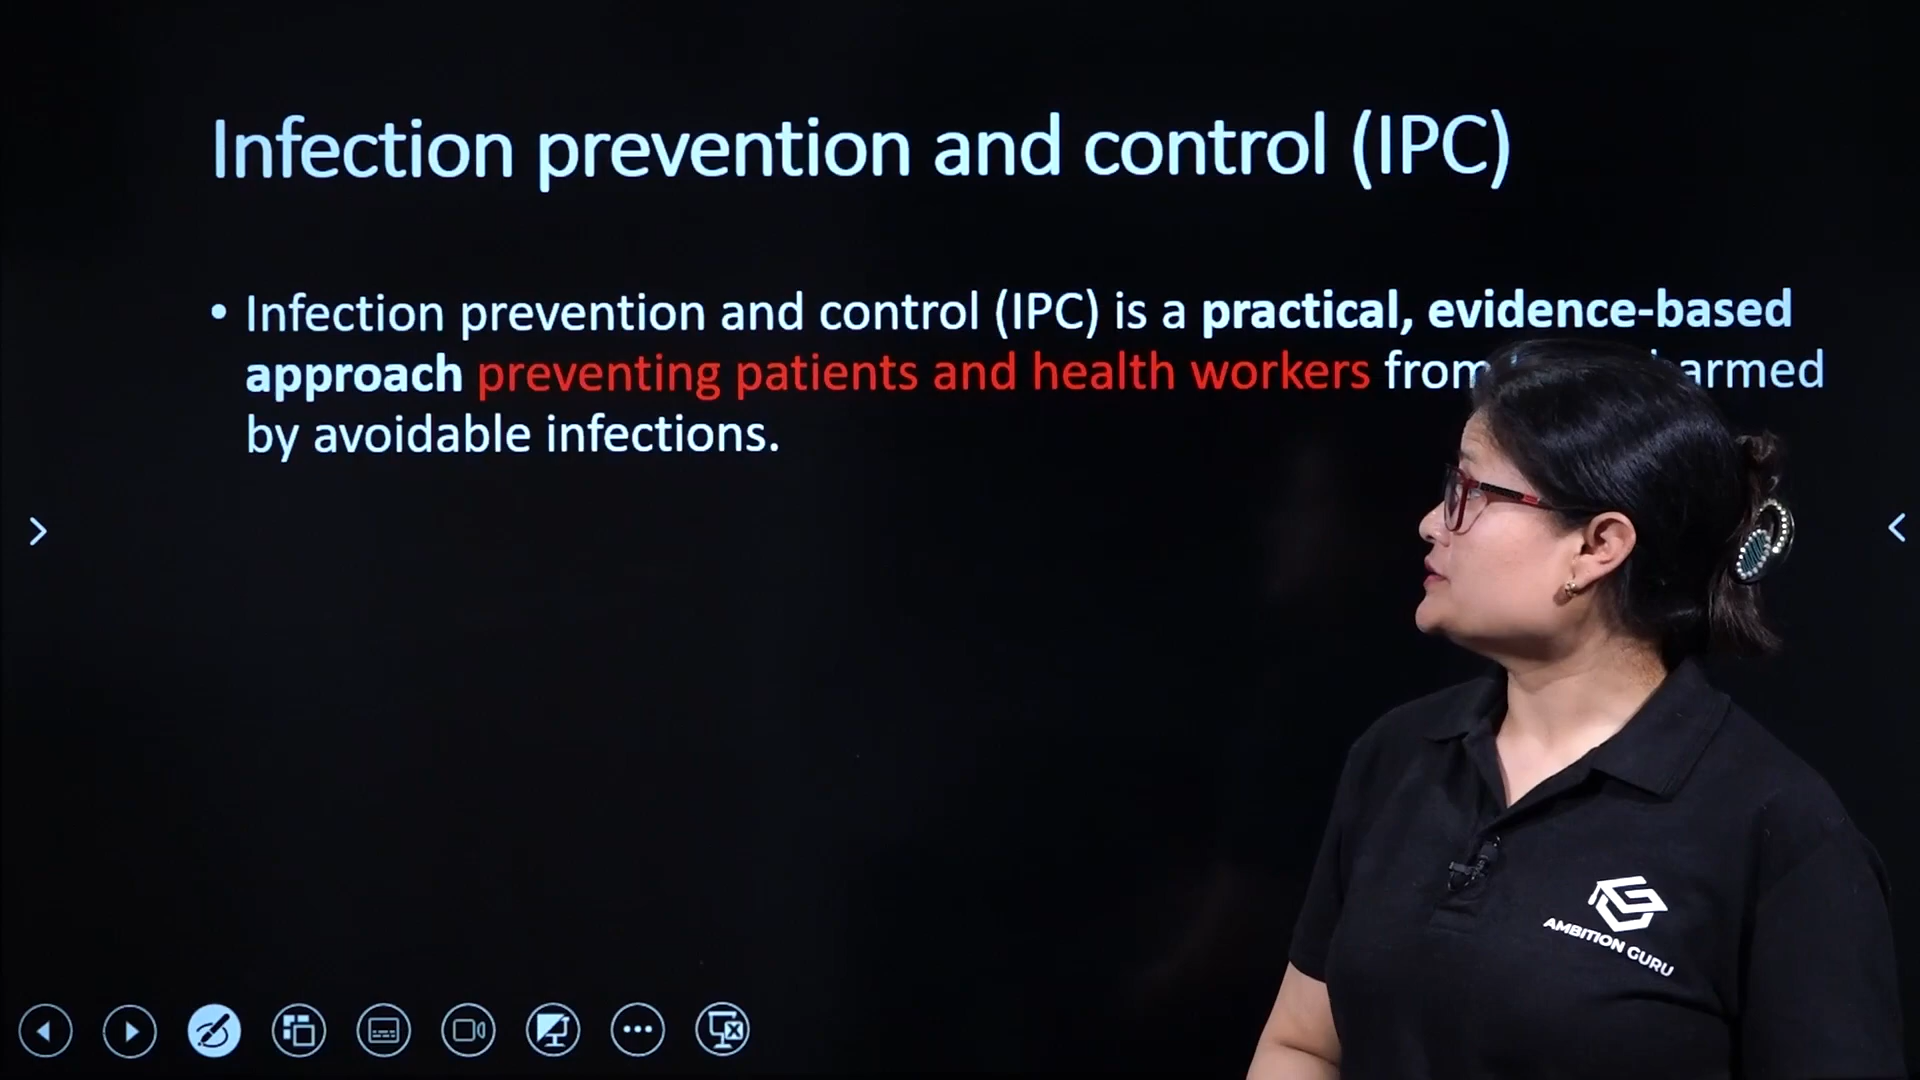 Infection prevention and control (IPC)
• Infection prevention and control (IPC) is a practical, evidence-based
approach preventing patients and health workers from armed
by avoidable infections.
AMBITION GURU